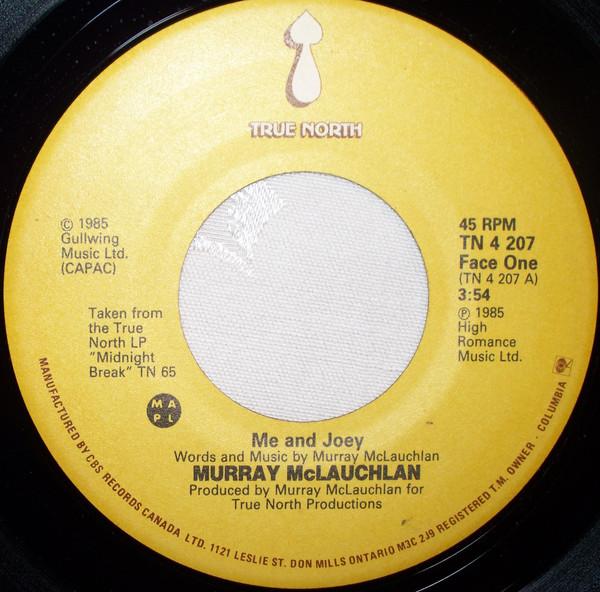 TRUE NORTH
© 1985
Gullwing
Music Ltd.
(CAPAC)
45 RPM
TN 4 207
Face One
(TN 4 207 A)
3:54
℗ 1985
High
Romance
Music Ltd.
Taken from
the True
North LP
"Midnight
Break" TN 65
M A
P L
Me and Joey
Words and Music by Murray McLauchlan
MURRAY McLAUCHLAN
Produced by Murray McLauchlan for
True North Productions
MANUFACTURED BY CBS RECORDS CANADA LTD. 1121 LESLIE ST. DON MILLS ONTARIO M3C 2J9 REGISTERED T.M. OWNER · COLUMBIA